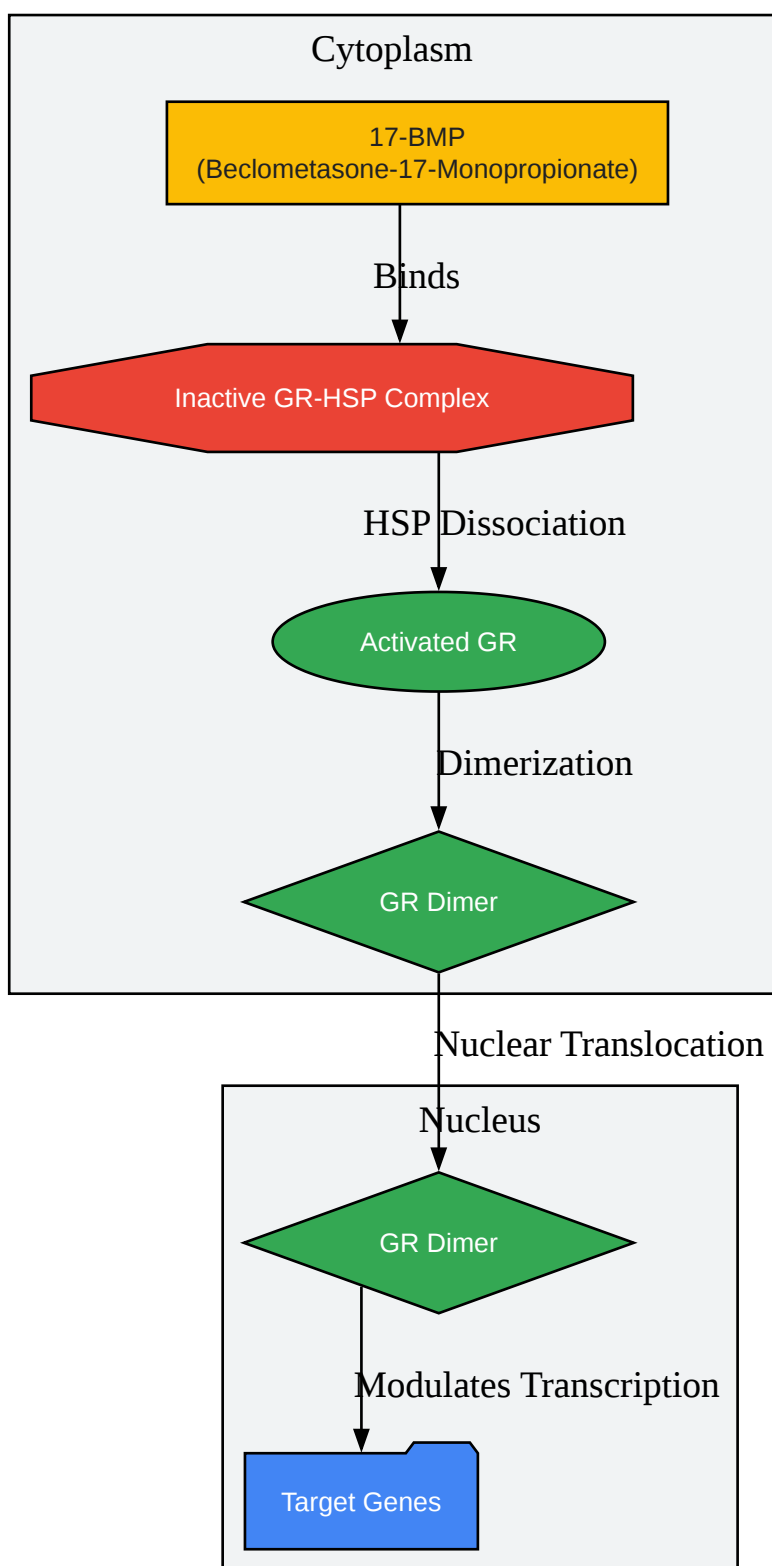 Cytoplasm
17-BMP
(Beclometasone-17-Monopropionate)
Binds
Inactive GR-HSP Complex
HSP Dissociation
Activated GR
Dimerization
GR Dimer
Nuclear Translocation
Nucleus
GR Dimer
Modulates Transcription
Target Genes